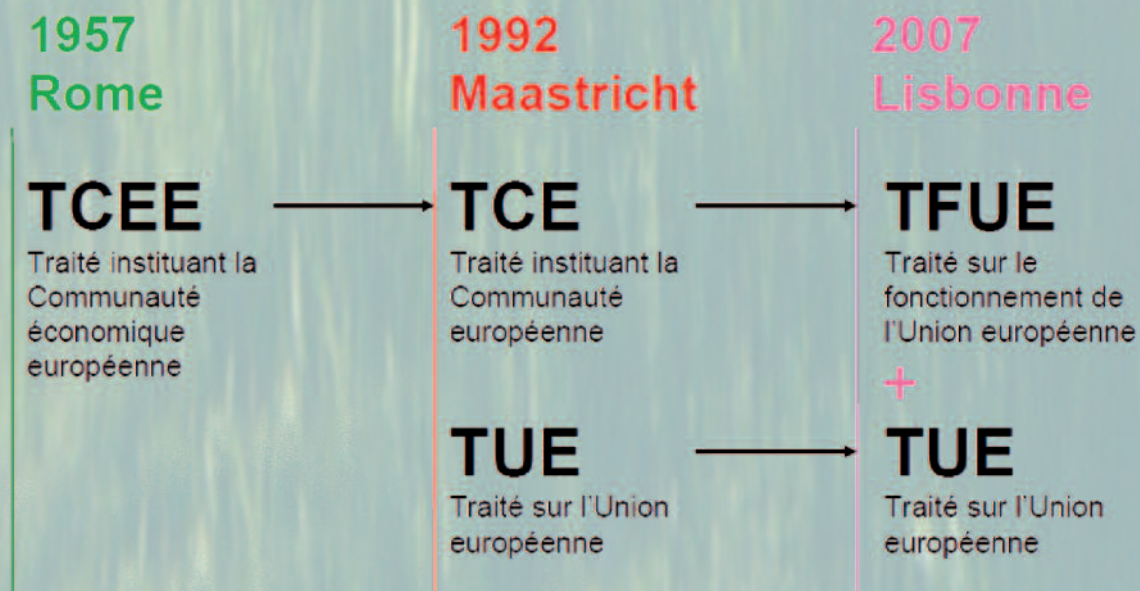 1957
Rome
TCEE
Traité instituant la
Communauté
économique
européenne
1992
Maastricht
TCE
Traité instituant la
Communauté
européenne
TUE
Traité sur l'Union
européenne
2007
Lisbonne
TFUE
Traité sur le
fonctionnement de
l'Union européenne
+
TUE
Traité sur l'Union
européenne